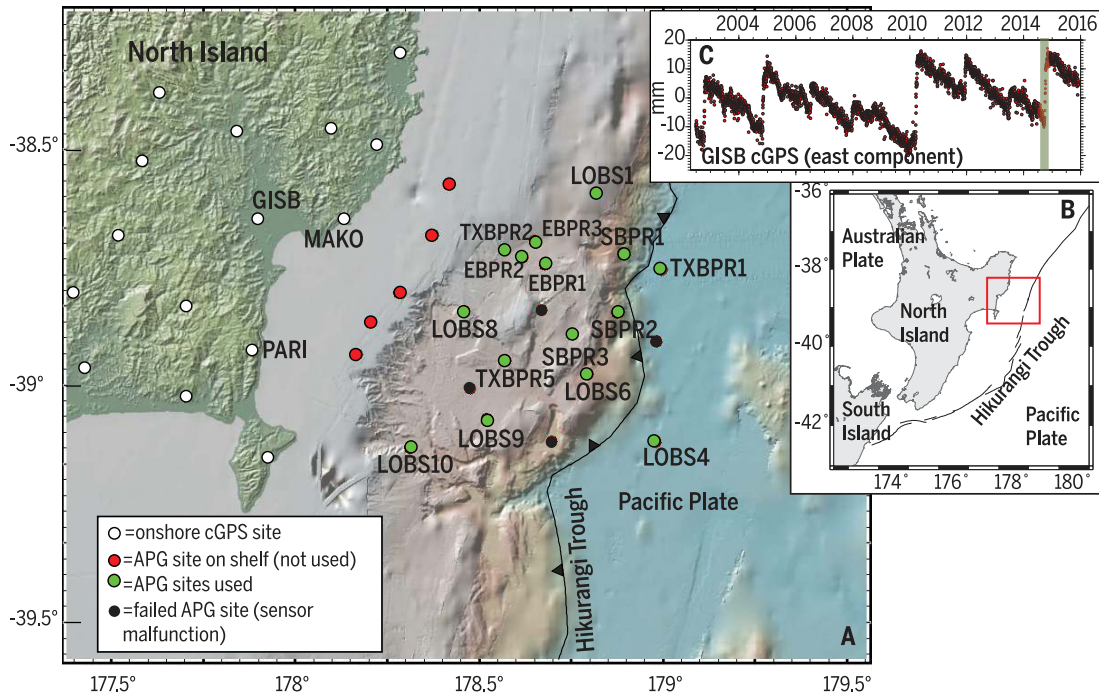 North Island
-38.5
-39
-39.5
177.5°
178°
178.5°
179°
179.5°
GISB
MAKO
PARI
LOBS1
TXBPR2
EBPR3
SBPR1
EBPR2
EBPR1
TXBPR1
LOBS8
SBPR2
SBPR3
TXBPR5
LOBS6
LOBS9
LOBS10
LOBS4
Pacific Plate
Hikurangi Trough
A
=onshore cGPS site
=APG site on shelf (not used)
=APG sites used
=failed APG site (sensor
malfunction)
2004 2006 2008 2010 2012 2014 2016
C
mm
20
10
0
-10
-20
GISB cGPS (east component)
B
-36°
-38°
-40°
-42°
174° 176° 178° 180°
Australian
Plate
North
Island
South
Island
Hikurangi Trough
Pacific
Plate